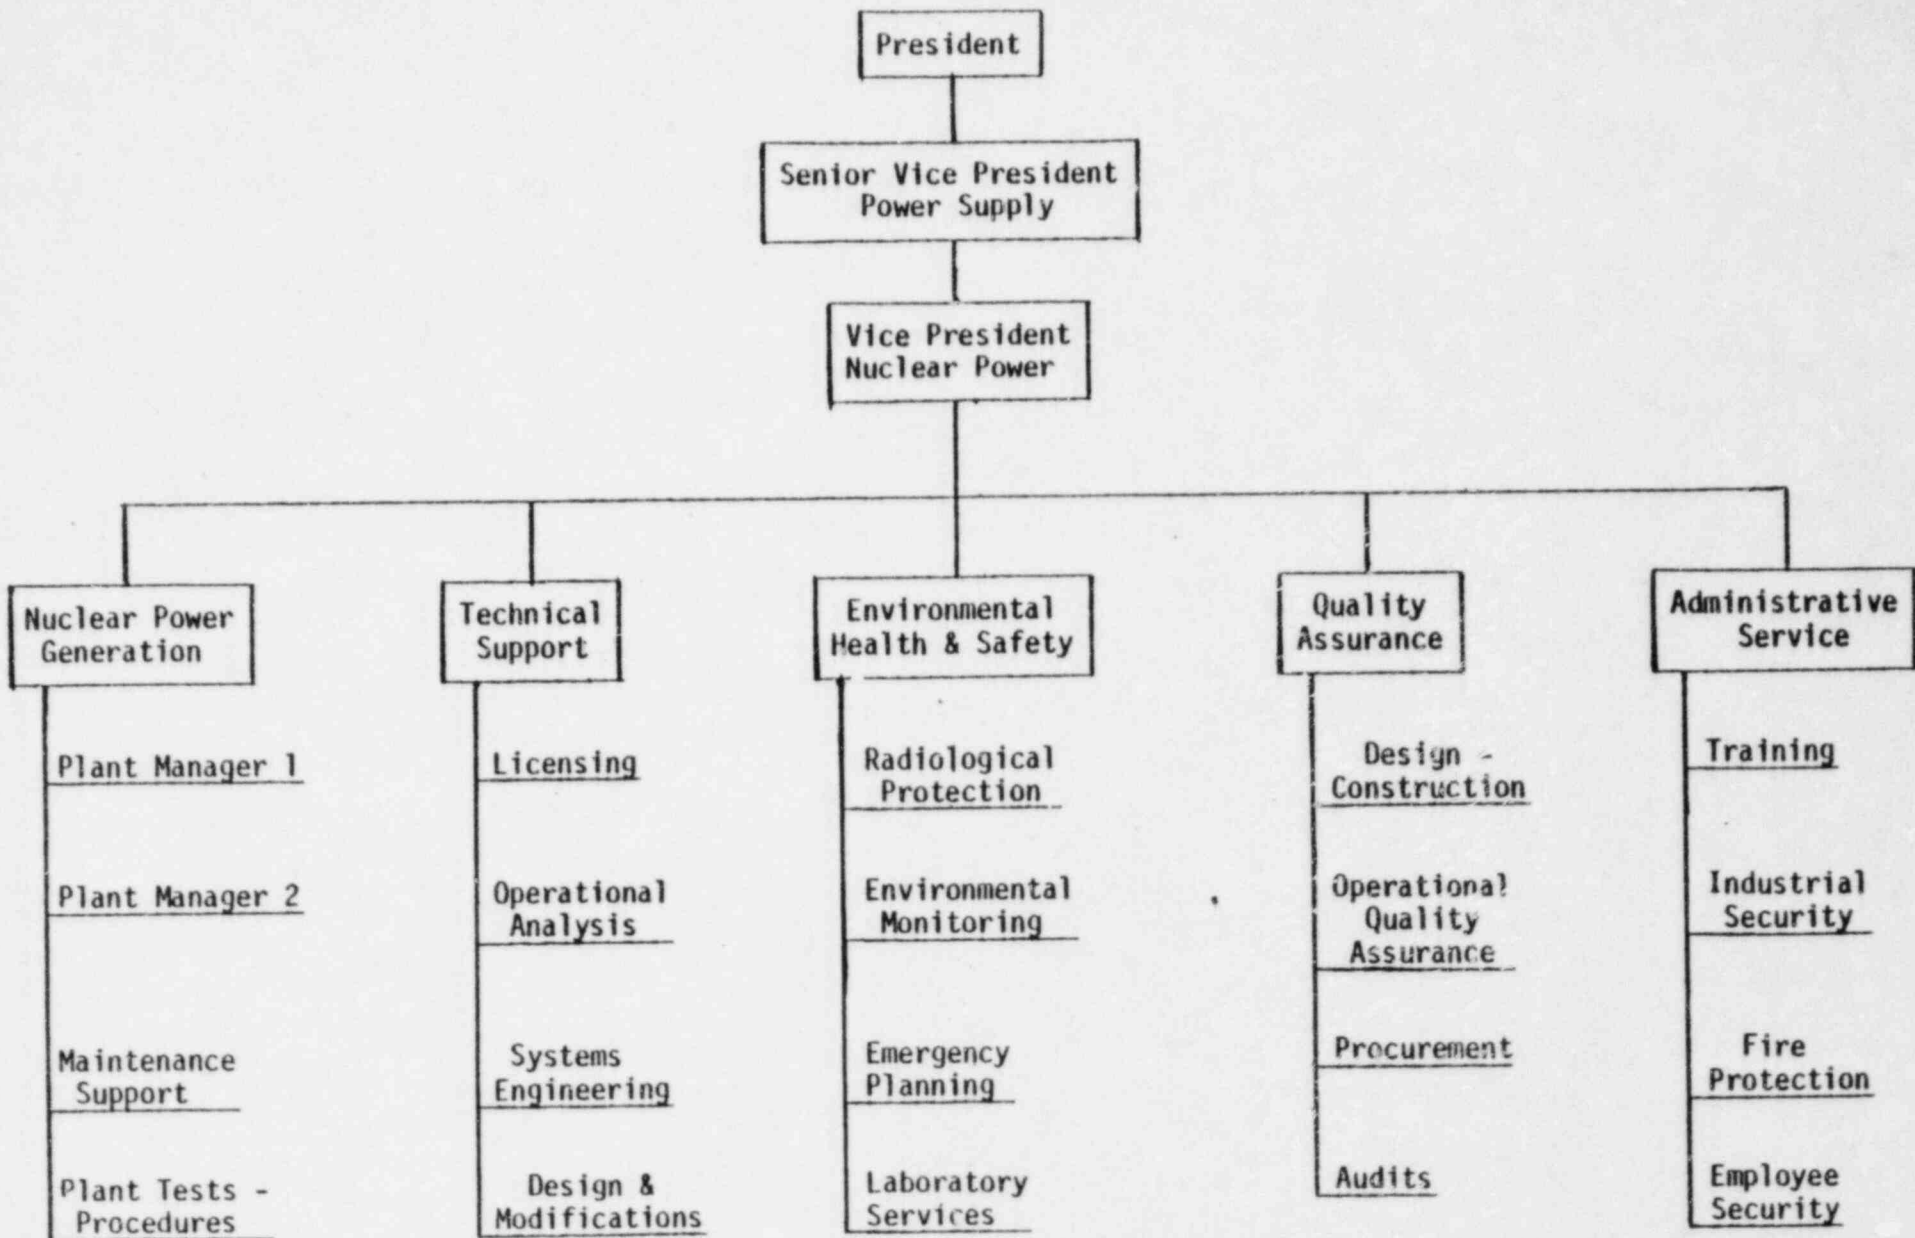 President
Senior Vice President
Power Supply
Vice President
Nuclear Power
Nuclear Power
Generation
Plant Manager 1
Plant Manager 2
Maintenance
Support
Plant Tests -
Procedures
Technical
Support
Licensing
Operational
Analysis
Systems
Engineering
Design &
Modifications
Environmental
Health & Safety
Radiological
Protection
Environmental
Monitoring
Emergency
Planning
Laboratory
Services
Quality
Assurance
Design -
Construction
Operational
Quality
Assurance
Procurement
Audits
Administrative
Service
Training
Industrial
Security
Fire
Protection
Employee
Security